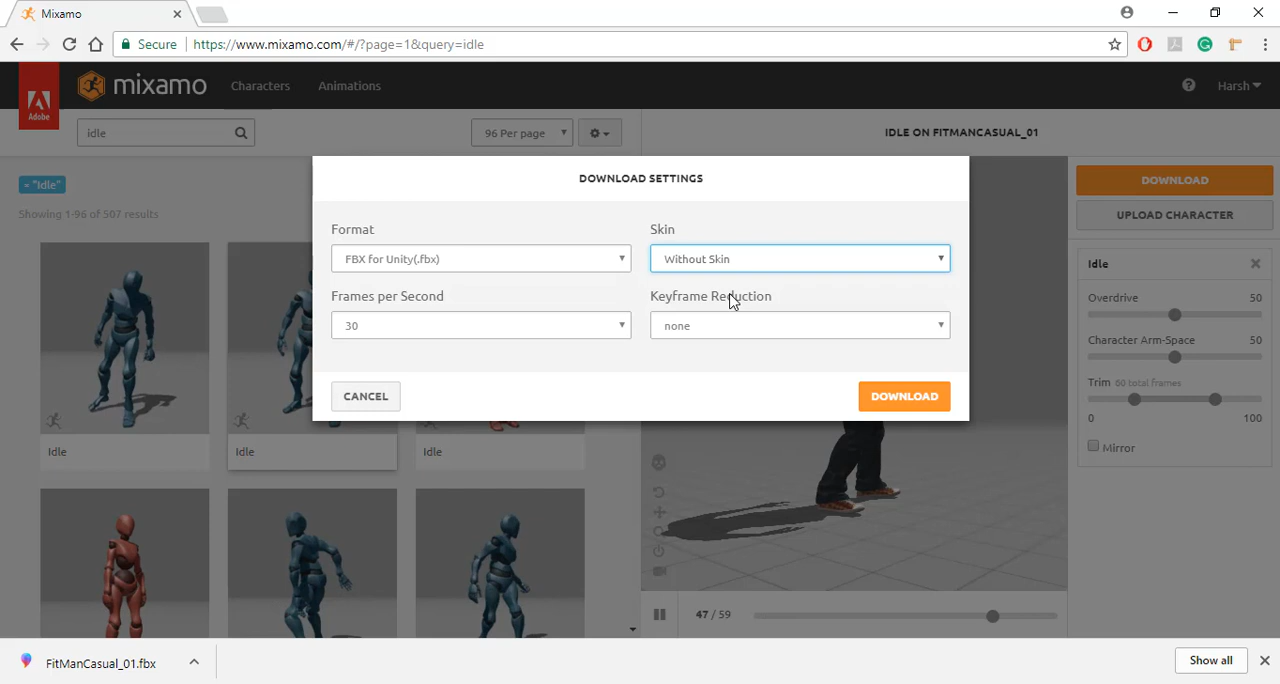 Mixamo
Secure
https://www.mixamo.com/#/?page=1&query=idle
Adobe
mixamo
Characters
Animations
Harsh
idle
96 Per page
IDLE ON FITMANCASUAL_01
= "Idle"
Showing 1-96 of 507 results
DOWNLOAD SETTINGS
Format
Skin
FBX for Unity(.fbx)
Without Skin
Frames per Second
Keyframe Reduction
30
none
CANCEL
DOWNLOAD
DOWNLOAD
UPLOAD CHARACTER
Idle
Overdrive 50
Character Arm-Space 50
Trim 60 total frames
0 100
Mirror
Idle
Idle
Idle
47 / 59
FitManCasual_01.fbx
Show all